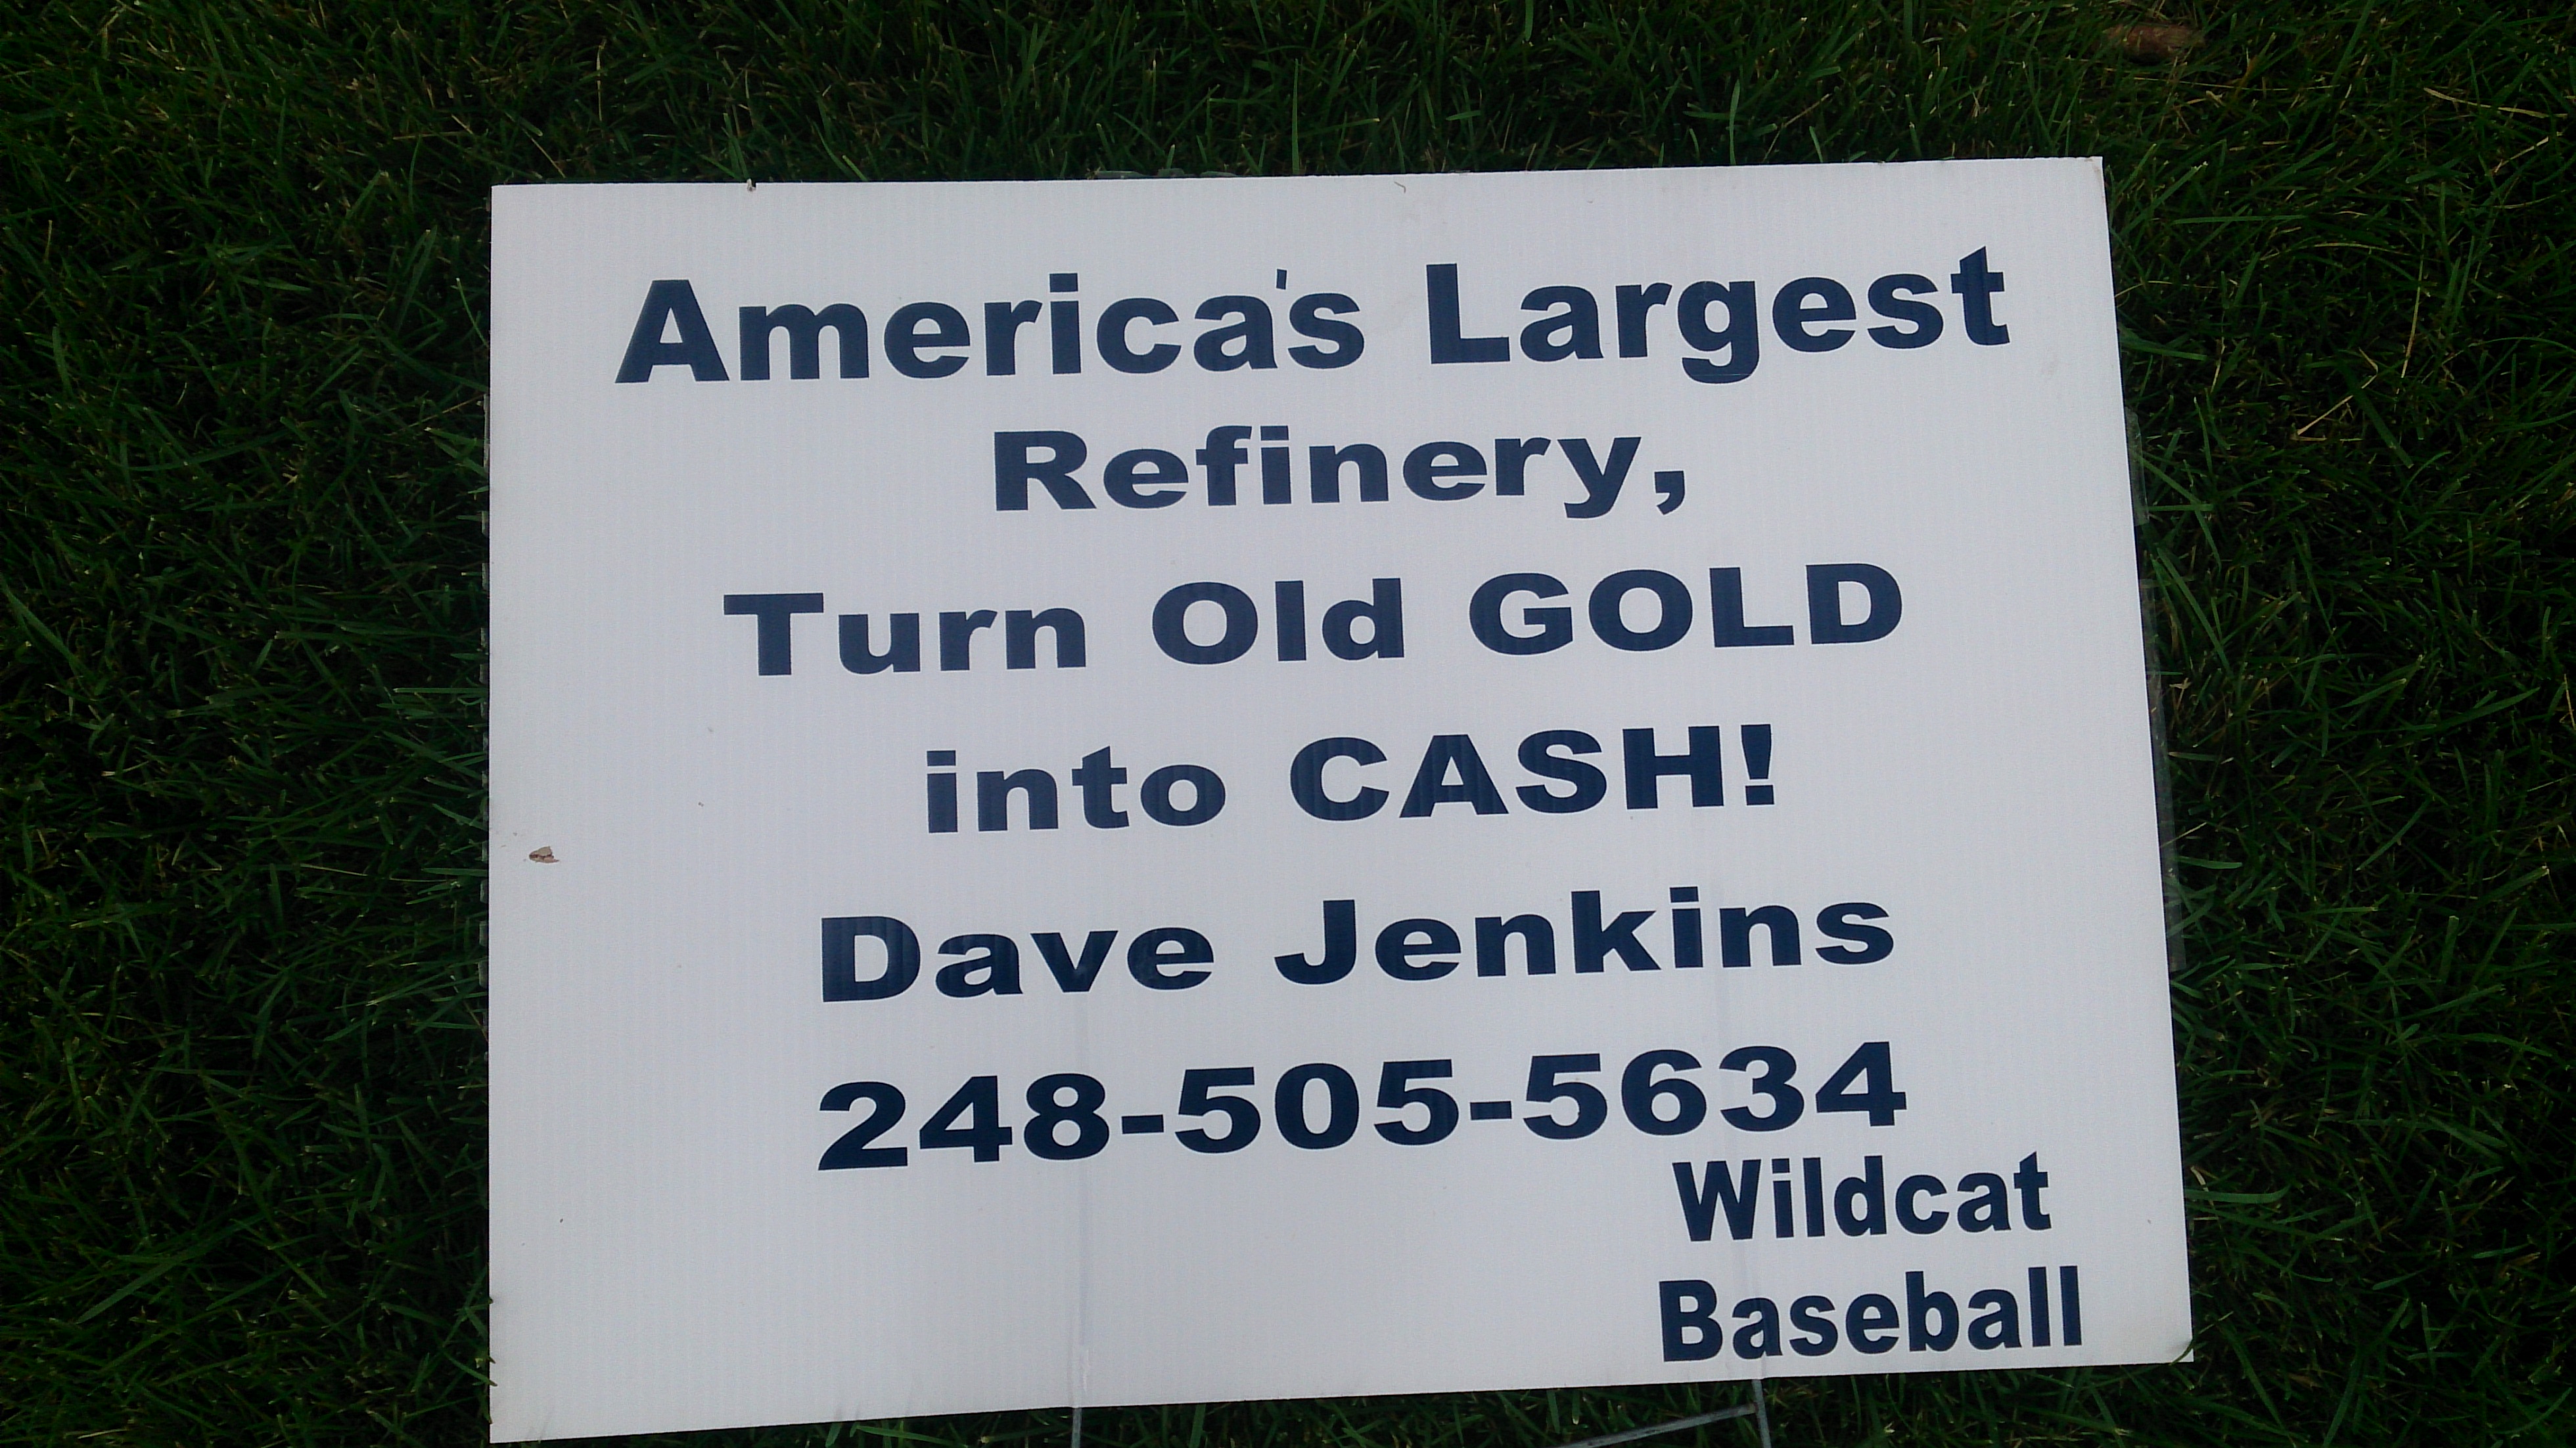 America's Largest
Refinery,
Turn Old GOLD
into CASH!
Dave Jenkins
248-505-5634
Wildcat
Baseball